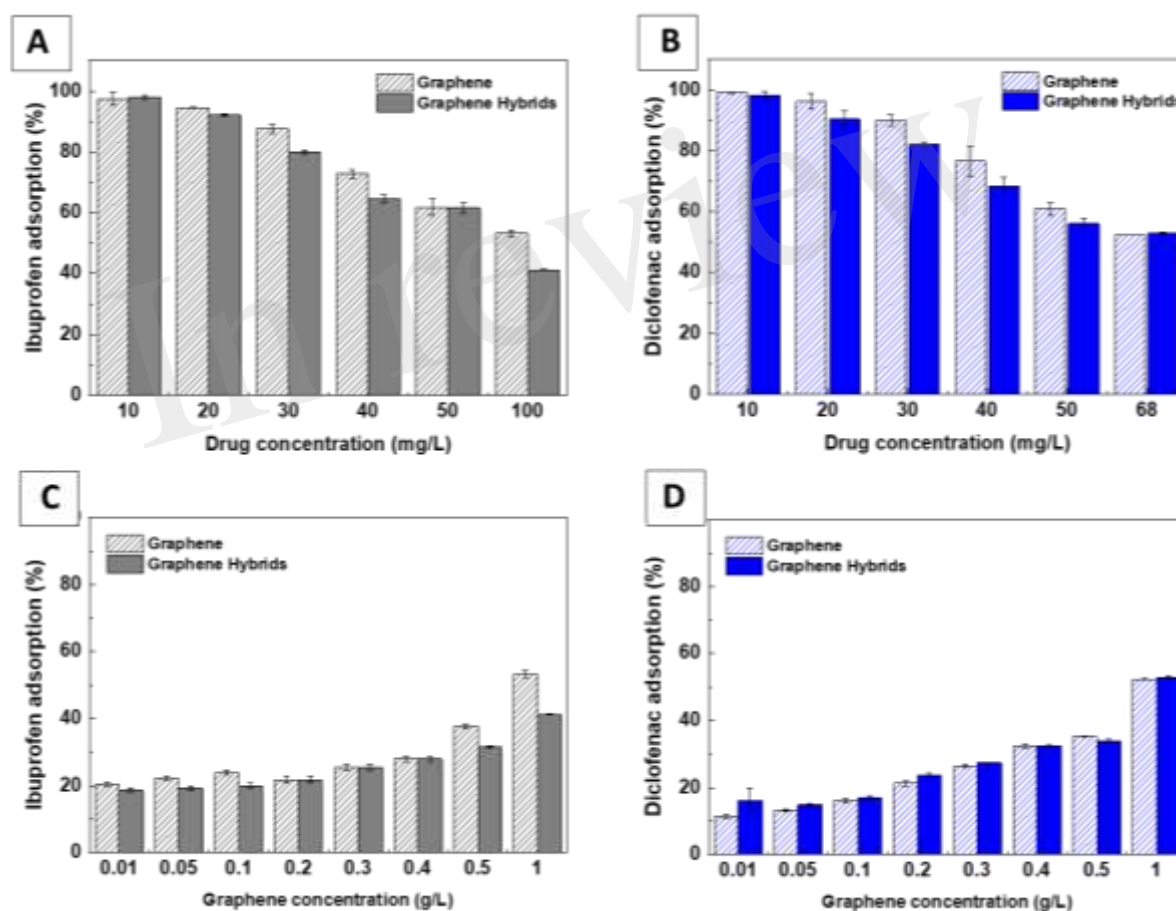 A
Graphene
Graphene Hybrids
Ibuprofen adsorption (%)
100
80
60
40
20
0
10 20 30 40 50 100
Drug concentration (mg/L)
B
Graphene
Graphene Hybrids
Diclofenac adsorption (%)
100
80
60
40
20
0
10 20 30 40 50 68
Drug concentration (mg/L)
In review
C
Graphene
Graphene Hybrids
Ibuprofen adsorption (%)
80
60
40
20
0
0.01 0.05 0.1 0.2 0.3 0.4 0.5 1
Graphene concentration (g/L)
D
Graphene
Graphene Hybrids
Diclofenac adsorption (%)
80
60
40
20
0
0.01 0.05 0.1 0.2 0.3 0.4 0.5 1
Graphene concentration (g/L)